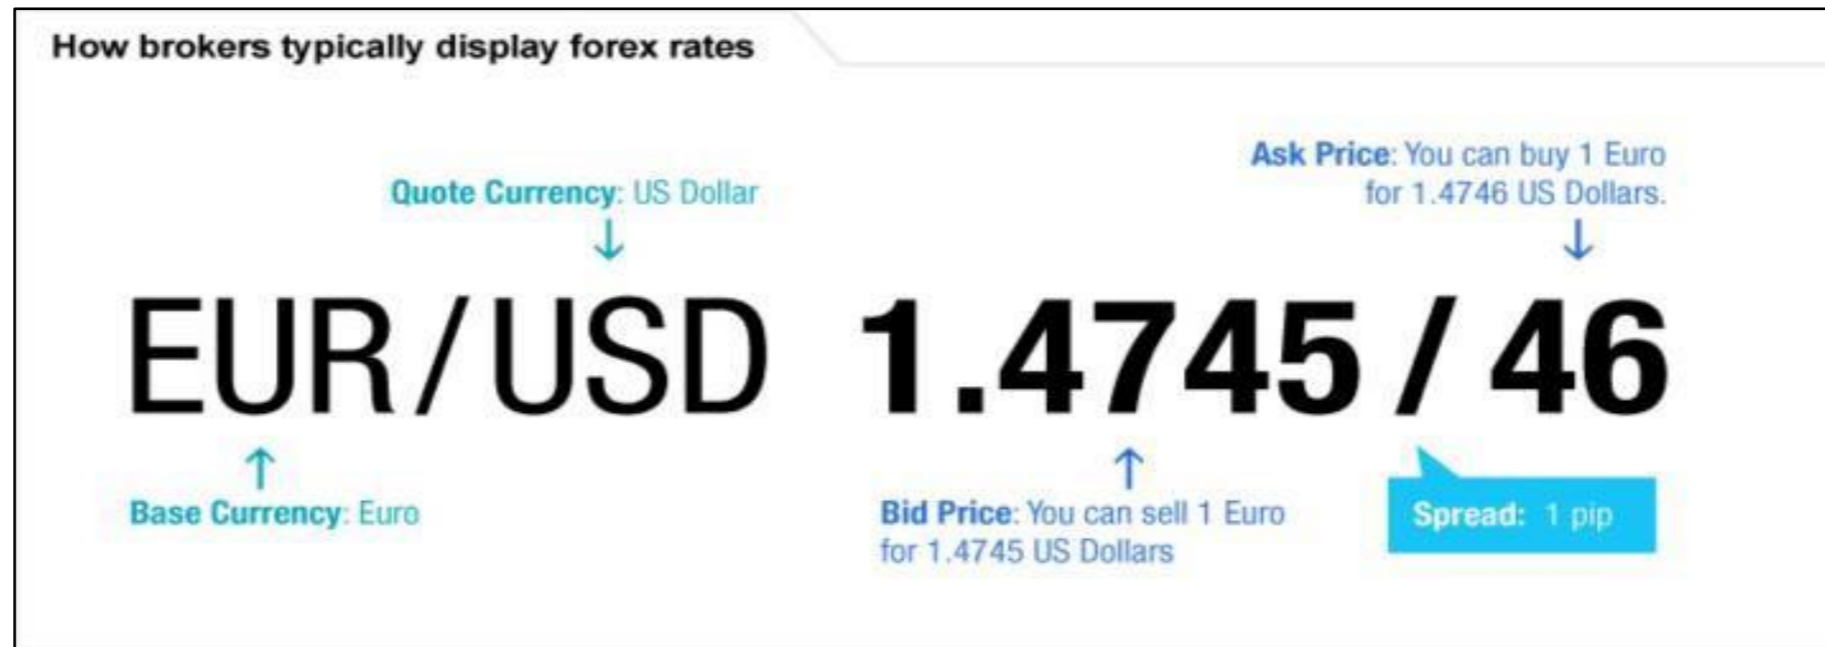 How brokers typically display forex rates
Quote Currency: US Dollar
Ask Price: You can buy 1 Euro
for 1.4746 US Dollars.
EUR/USD 1.4745 / 46
Base Currency: Euro
Bid Price: You can sell 1 Euro
for 1.4745 US Dollars
Spread: 1 pip